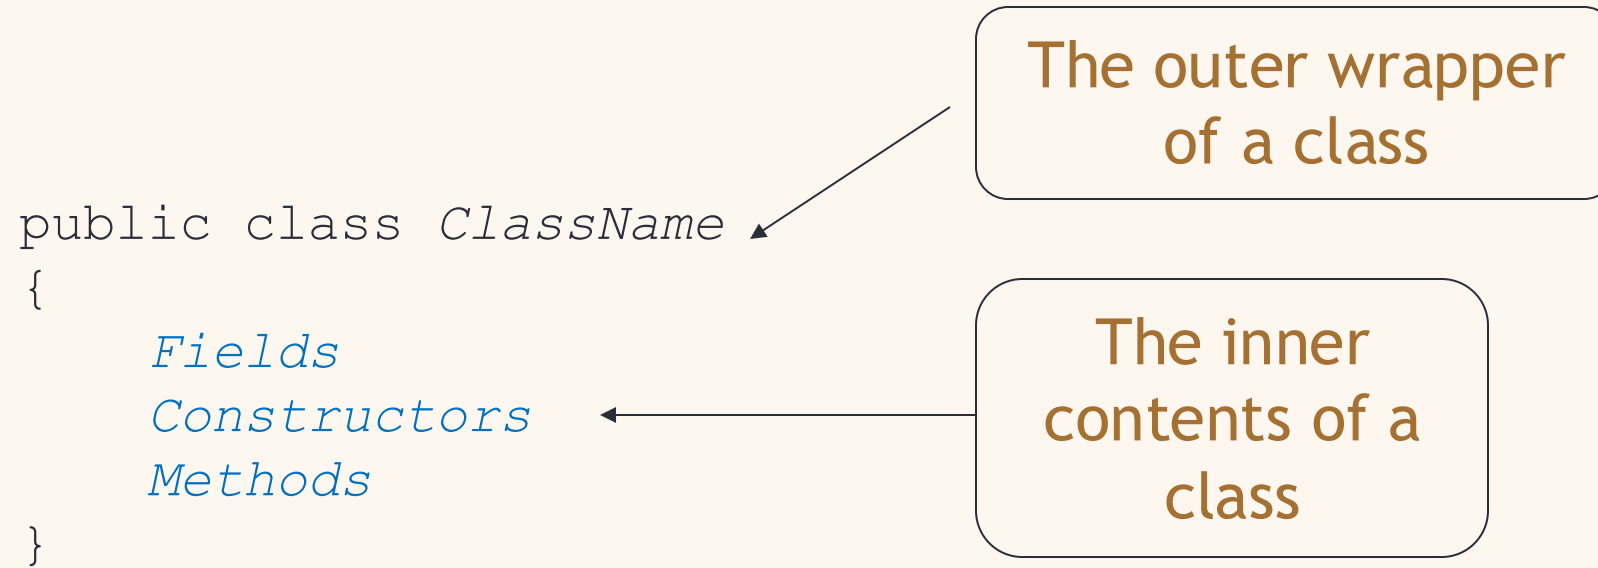 The outer wrapper
of a class
public class ClassName
{
Fields
Constructors
Methods
}
The inner
contents of a
class